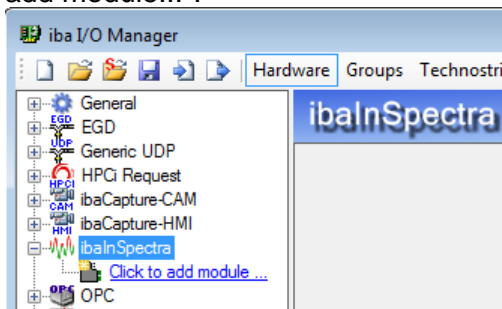 add module... .
iba I/O Manager
Hardware Groups Technostri
General
EGD EGD
UDP Generic UDP
HPCi HPCi Request
CAM ibaCapture-CAM
HMI ibaCapture-HMI
ibaInSpectra
Click to add module ...
OPC OPC
ibaInSpectra